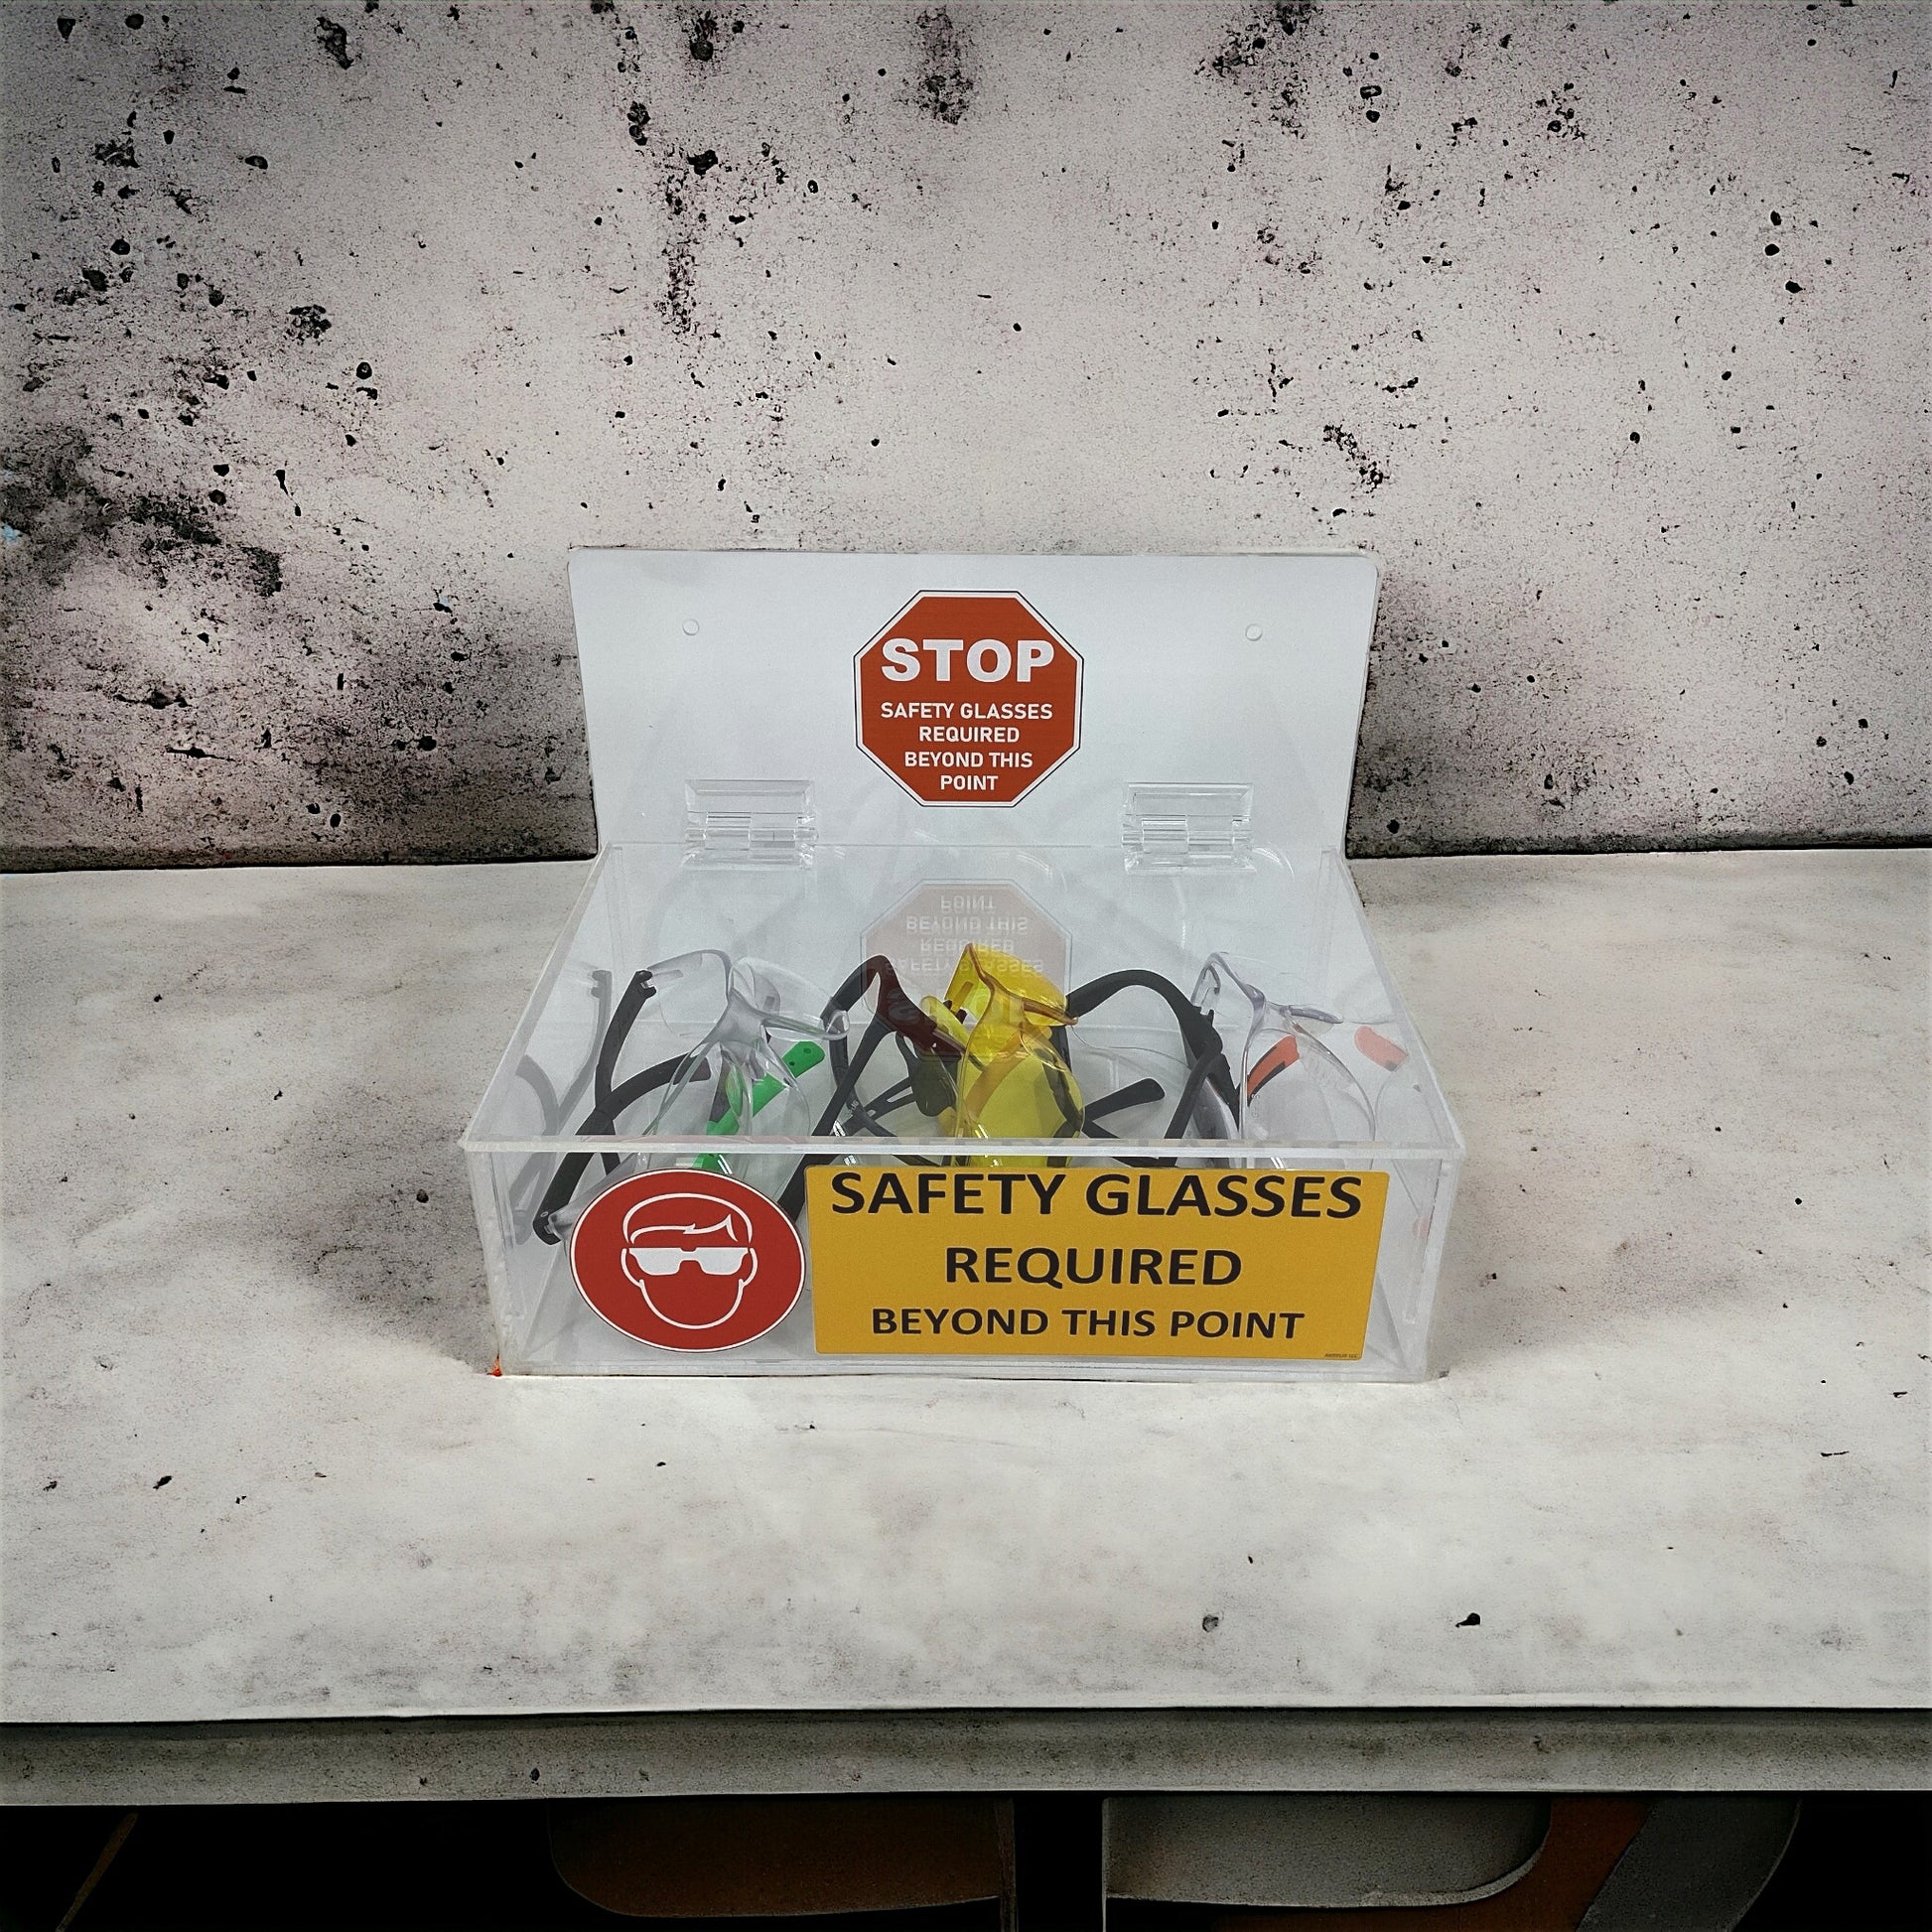 STOP
SAFETY GLASSES
REQUIRED
BEYOND THIS
POINT
SAFETY GLASSES
REQUIRED
BEYOND THIS POINT